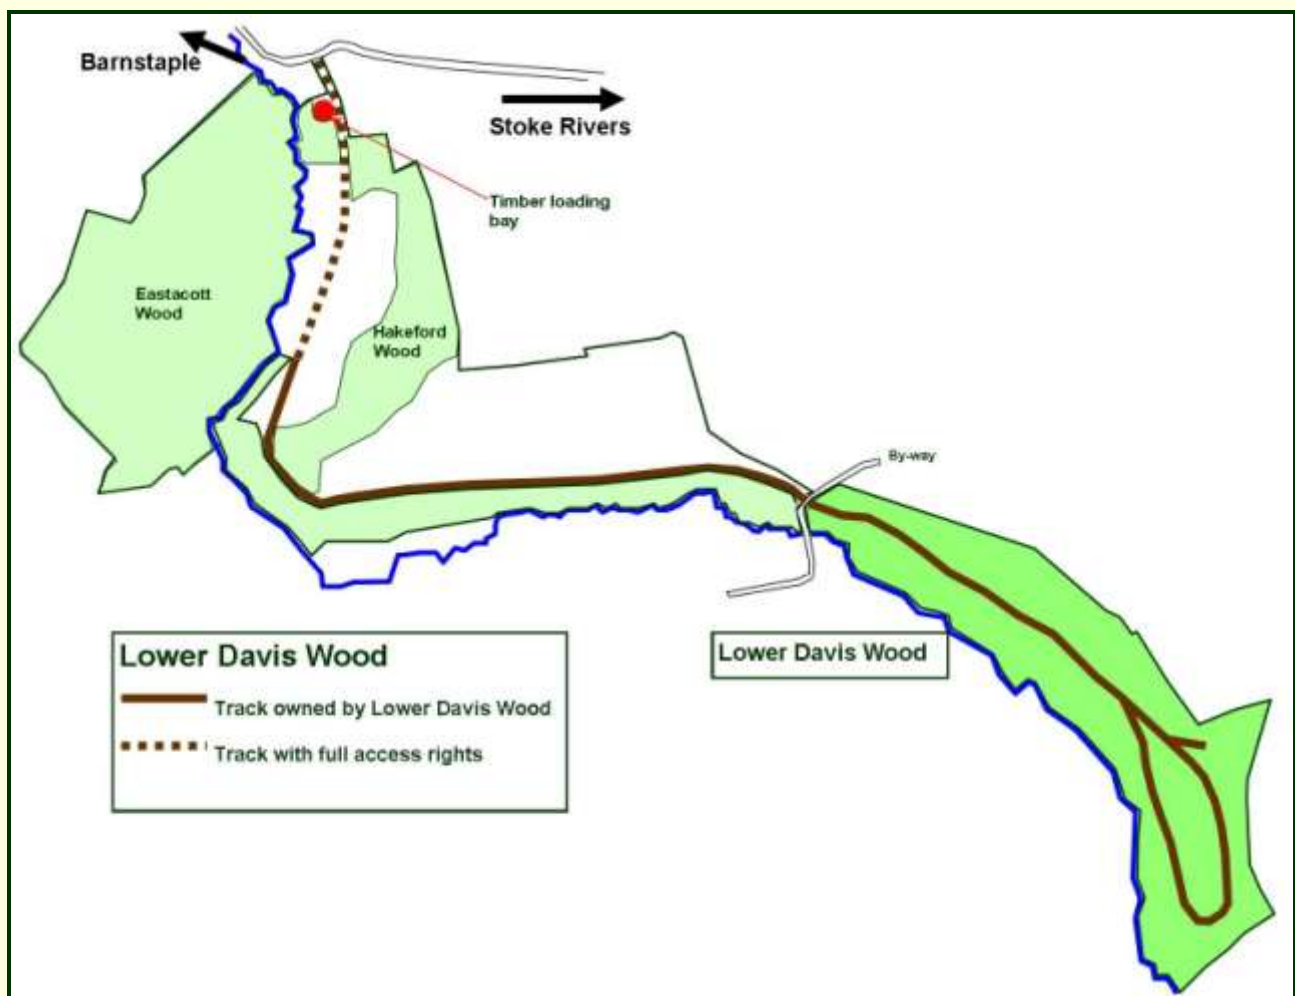 Barnstaple
Stoke Rivers
Timber loading
bay
Eastacott
Wood
Hakeford
Wood
By-way
Lower Davis Wood
Lower Davis Wood
Track owned by Lower Davis Wood
Track with full access rights